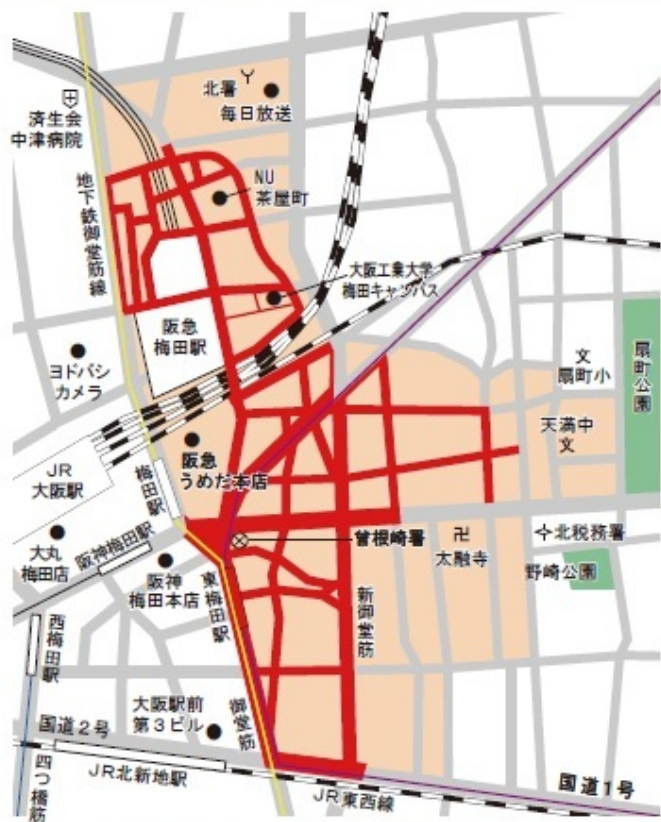 北署
毎日放送
済生会
中津病院
NU
茶屋町
地下鉄御堂筋線
大阪工業大学
梅田キャンパス
阪急
梅田駅
ヨドバシ
カメラ
文
扇町小
扇町公園
天満中
文
阪急
うめだ本店
JR
大阪駅
梅田駅
大丸
梅田店
阪神梅田駅
阪神
梅田本店
東梅田駅
曽根崎署
卍
太融寺
北税務署
野崎公園
新御堂筋
西梅田駅
大阪駅前
第3ビル
御堂筋
国道2号
四つ橋筋
JR北新地駅
JR東西線
国道1号